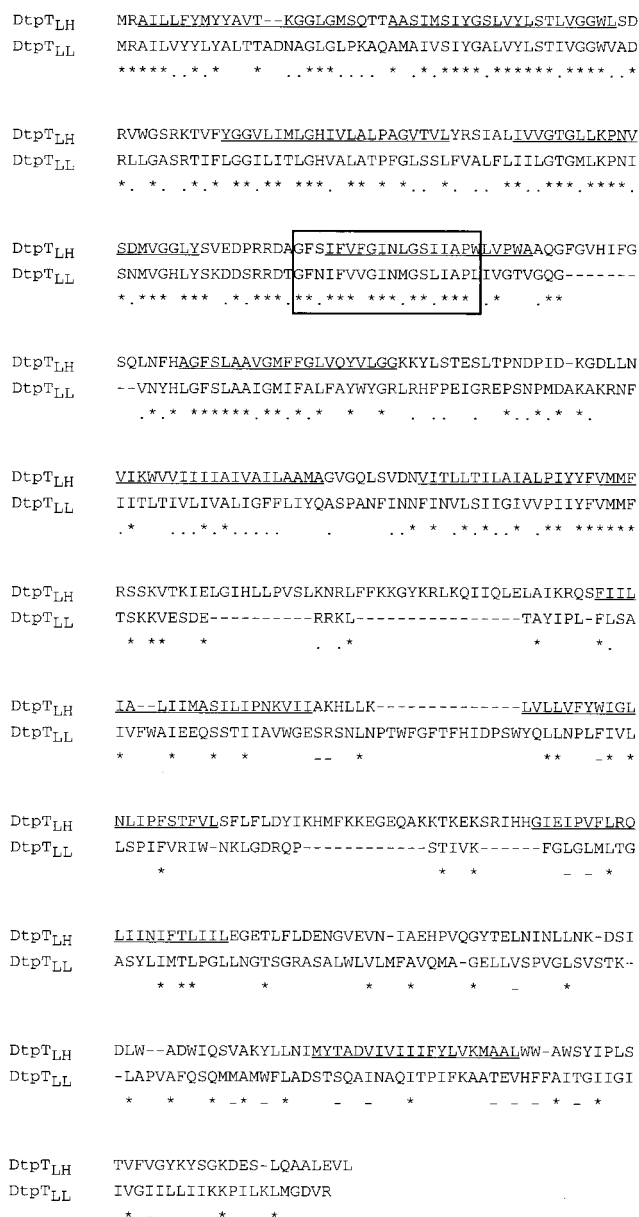 DtpTLH MRAILLFYMYYAVT--KGGLGMSQTTAASIMSIYGSLVYLSTLVGGWLSD
DtpTLL MRAILVYYLYALTTADNAGLGLPKAQAMAIVSIYGALVYLSTIVGGWVAD
*****..*.* * * ..***.... *.*.****.*******.****..*
DtpTLH RVWGSRKTVFYGGVLIMLGHIVLALPAGVTVLYRSIALIVVGTGLLKPNV
DtpTLL RLLGASRTIFLGGILITLGHVALATPFGLSSLFVALFLIILGTGMLKPNI
*. *. .*.* **.** ***. ** * *.. *. . **..***.****.
DtpTLH SDMVGGLYSVEDPRRDAGFSIFVFGINLGSIIAPWLVPWAAQGFGVHIFG
DtpTLL SNMVGHLYSKDDSRRDTGFNIFVVGINMGSLIAPLIVGTVGQG-------
*.*** *** .* ***.**.*** ***.**.*** .* .**
DtpTLH SQLNFHAGFSLAAVGMFFGLVQYVLGGKKYLSTESLTPNDPID-KGDLLN
DtpTLL --VNYHLGFSLAAIGMIFALFAYWYGRLRHFPEIGREPSNPMDAKAKRNF
.*.* ******.**.*.* * * . . . *..*.* *.
DtpTLH VIKWVVIIIIAIVAILAAMAGVGQLSVDNVITLLTILAIALPIYYFVMMF
DtpTLL IITLTIVLIVALIGFFLIYQASPANFINNFINVLSIIGIVVPIIYFVMMF
.* ...*.*..... . ..*.*..*.*..*..** ******
DtpTLH RSSKVTKIELGIHLLPVSLKNRLFFKKGYKRLKQIIQLELAIKRQSFIIL
DtpTLL TSKKVESDE----------RRKL----------------TAYIPL-FLSA
* ** * . .* * *.
DtpTLH IA--LIIMASILIPNKVIIAKHLLK--------------LVLLVFYWIGL
DtpTLL IVFWAIEEQSSTIIAVWGESRSNLNPTWFGFTFHIDPSWYQLLNPLFIVL
* * * * -- * ** -* *
DtpTLH NLIPFSTFVLSFLFLDYIKHMFKKEGEQAKKTKEKSRIHHGIEIPVFLRQ
DtpTLL LSPIFVRIW-NKLGDRQP------------STIVK------FGLGLMLTG
* * * - - *
DtpTLH LIINIFTLIILEGETLFLDENGVEVN-IAEHPVQGYTELNINLLNK-DSI
DtpTLL ASYLIMTLPGLLNGTSGRASALWLVLMFAVQMA-GELLVSPVGLSVSTK-
* ** * * * * - *
DtpTLH DLW--ADWIQSVAKYLLNIMYTADVIVIIIFYLVKMAALWW-AWSYIPLS
DtpTLL -LAPVAFQSQMMAMWFLADSTSQAINAQITPIFKAATEVHFFAITGIIGI
* * * -* -* - * - - - * - *
DtpTLH TVFVGYKYSGKDES-LQAALEVL
DtpTLL IVGIILLIIKKPILKLMGDVR
*.- * *